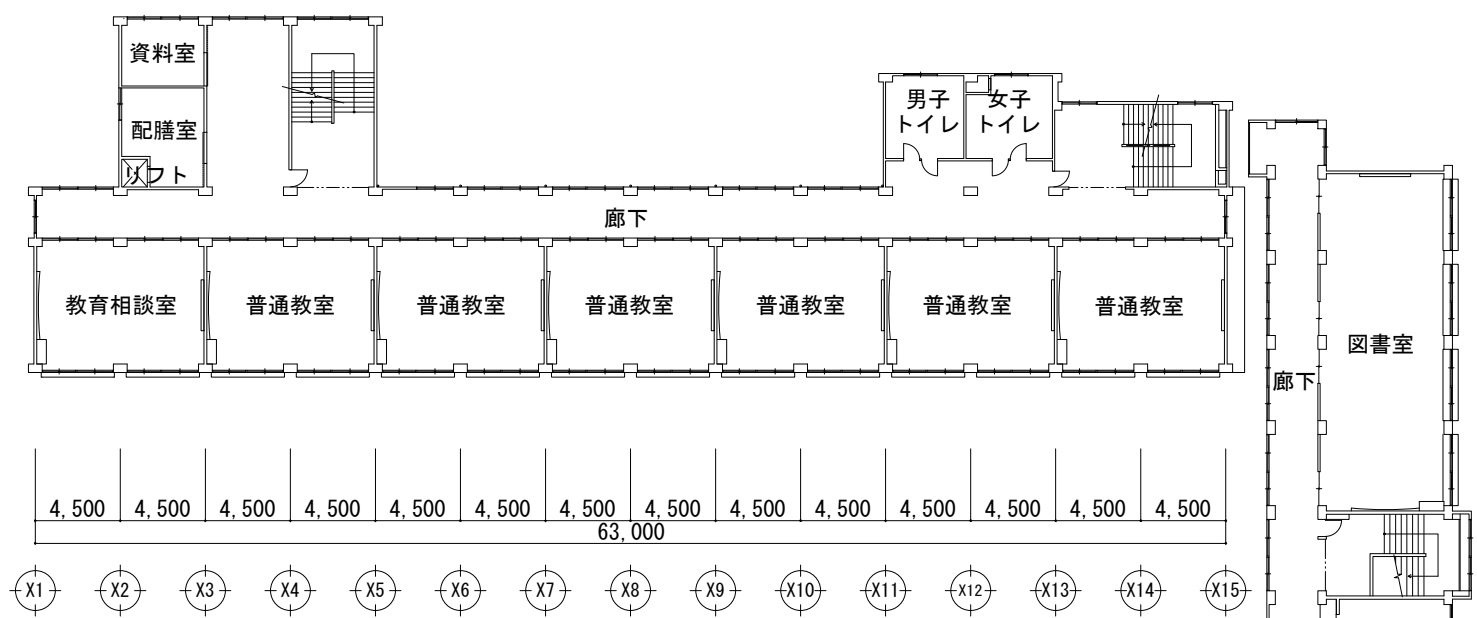 資料室
配膳室
リフト
男子
トイレ
女子
トイレ
廊下
教育相談室
普通教室
普通教室
普通教室
普通教室
普通教室
普通教室
図書室
廊下
4,500 4,500 4,500 4,500 4,500 4,500 4,500 4,500 4,500 4,500 4,500 4,500 4,500 4,500
63,000
X1 X2 X3 X4 X5 X6 X7 X8 X9 X10 X11 X12 X13 X14 X15